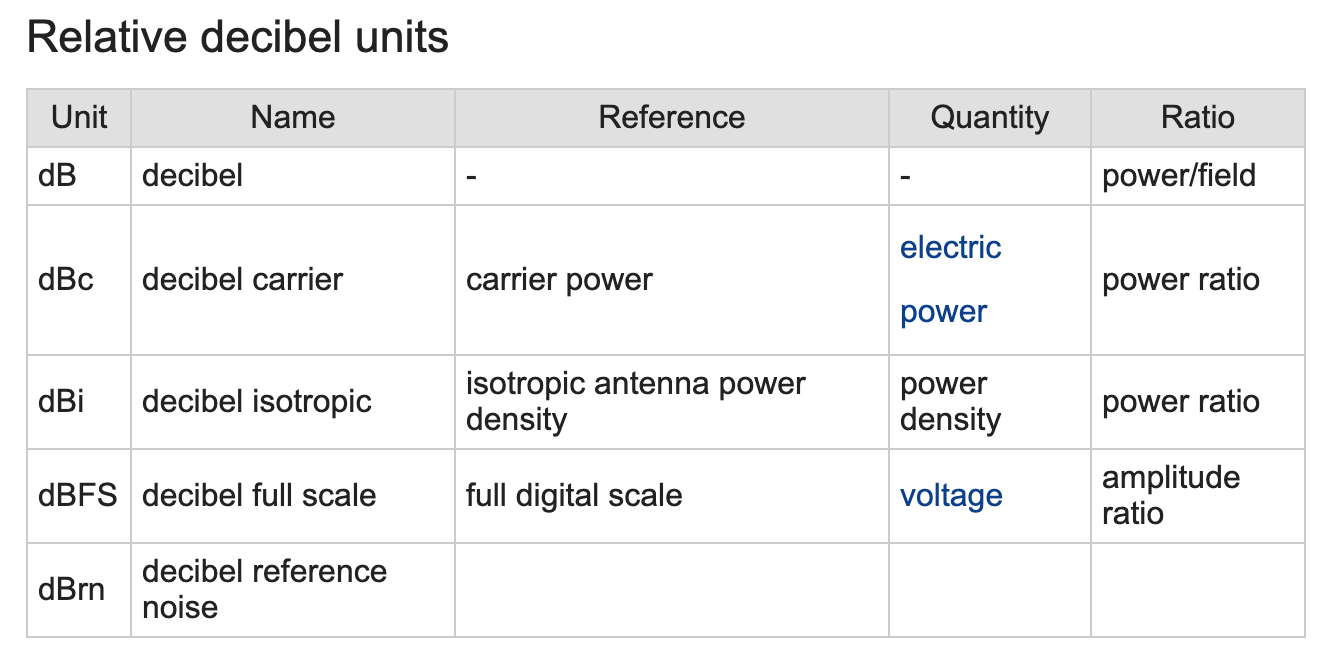 Relative decibel units
Unit Name Reference Quantity Ratio
dB decibel - - power/field
dBc decibel carrier carrier power electric power power ratio
dBi decibel isotropic isotropic antenna power density power density power ratio
dBFS decibel full scale full digital scale voltage amplitude ratio
dBrn decibel reference noise